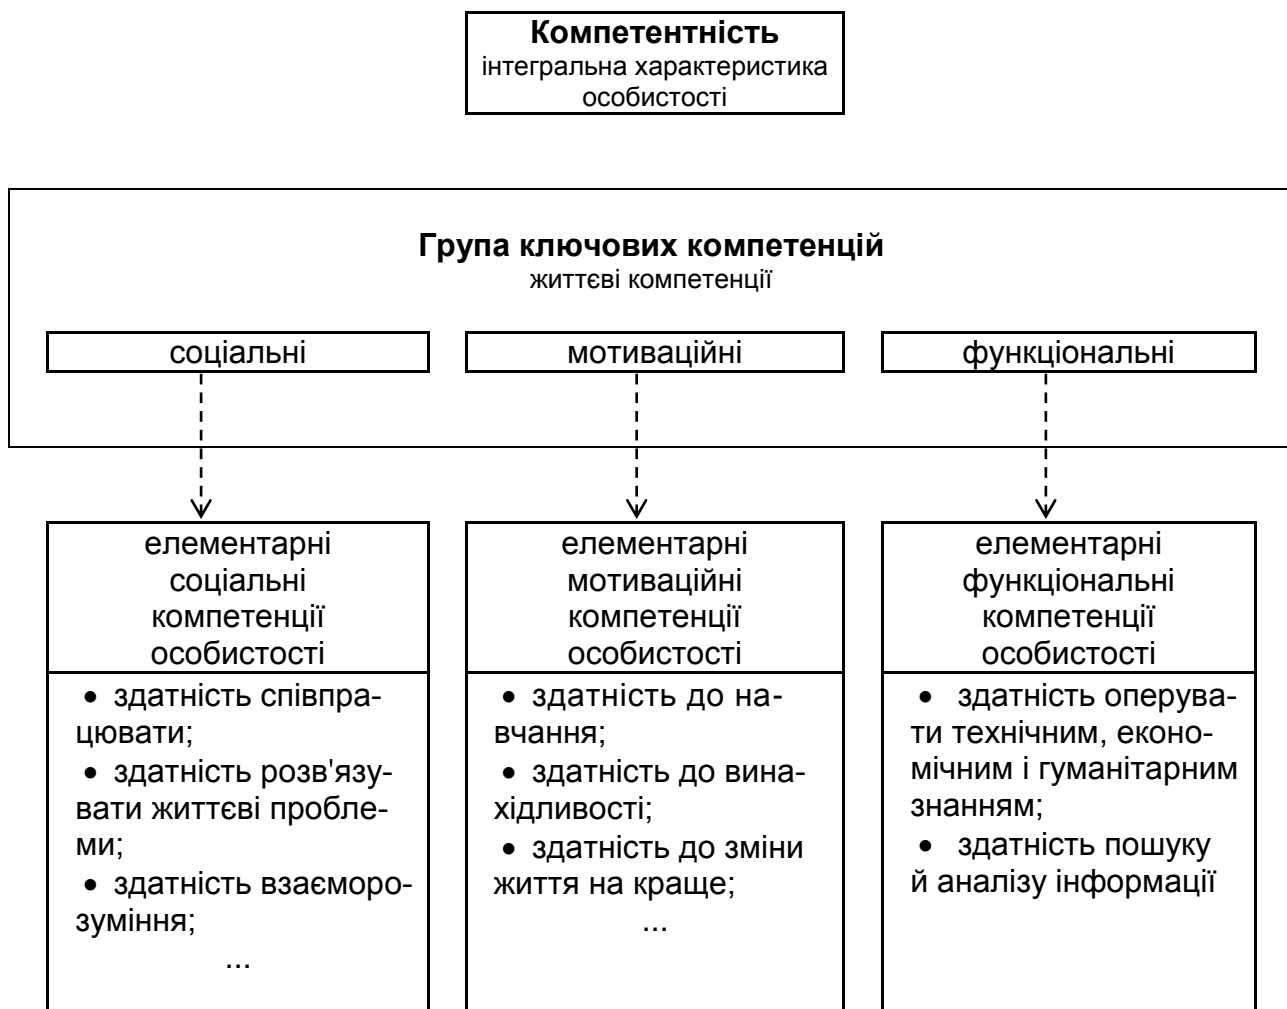 Компетентність
інтегральна характеристика
особистості
Група ключових компетенцій
життєві компетенції
соціальні
мотиваційні
функціональні
елементарні
соціальні
компетенції
особистості
• здатність співпра-
цювати;
• здатність розв'язу-
вати життєві пробле-
ми;
• здатність взаєморо-
зуміння;
...
елементарні
мотиваційні
компетенції
особистості
• здатність до на-
вчання;
• здатність до вина-
хідливості;
• здатність до зміни
життя на краще;
...
елементарні
функціональні
компетенції
особистості
• здатність оперува-
ти технічним, еконо-
мічним і гуманітарним
знанням;
• здатність пошуку
й аналізу інформації